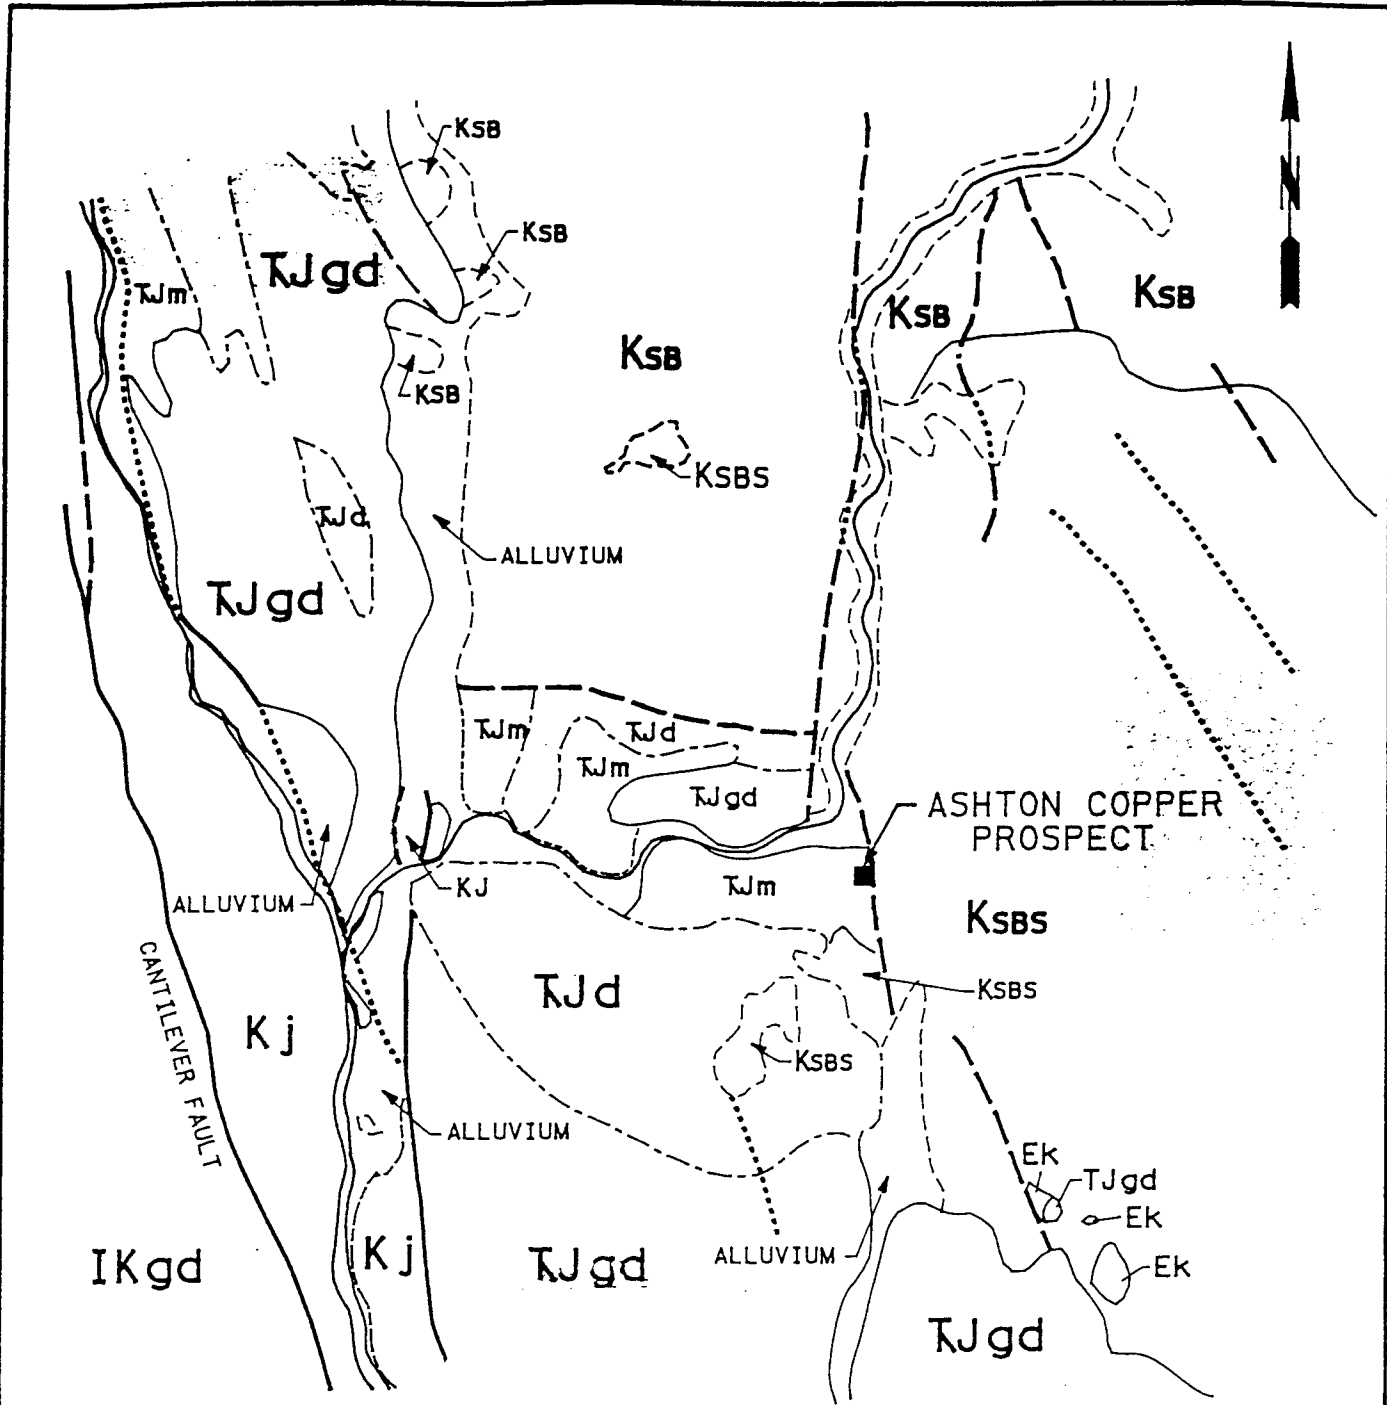 KSB
N
KSB
TJgd
TJm
KSB
KSB
KSB
KSB
KSBS
TJd
ALLUVIUM
TJgd
TJm
TJd
TJm
TJgd
ASHTON COPPER
PROSPECT
KJ
TJm
ALLUVIUM
KSBS
CANTILEVER FAULT
TJd
KSBS
Kj
KSBS
ALLUVIUM
Ek
TJgd
Ek
Kj
ALLUVIUM
Ek
IKgd
TJgd
TJgd